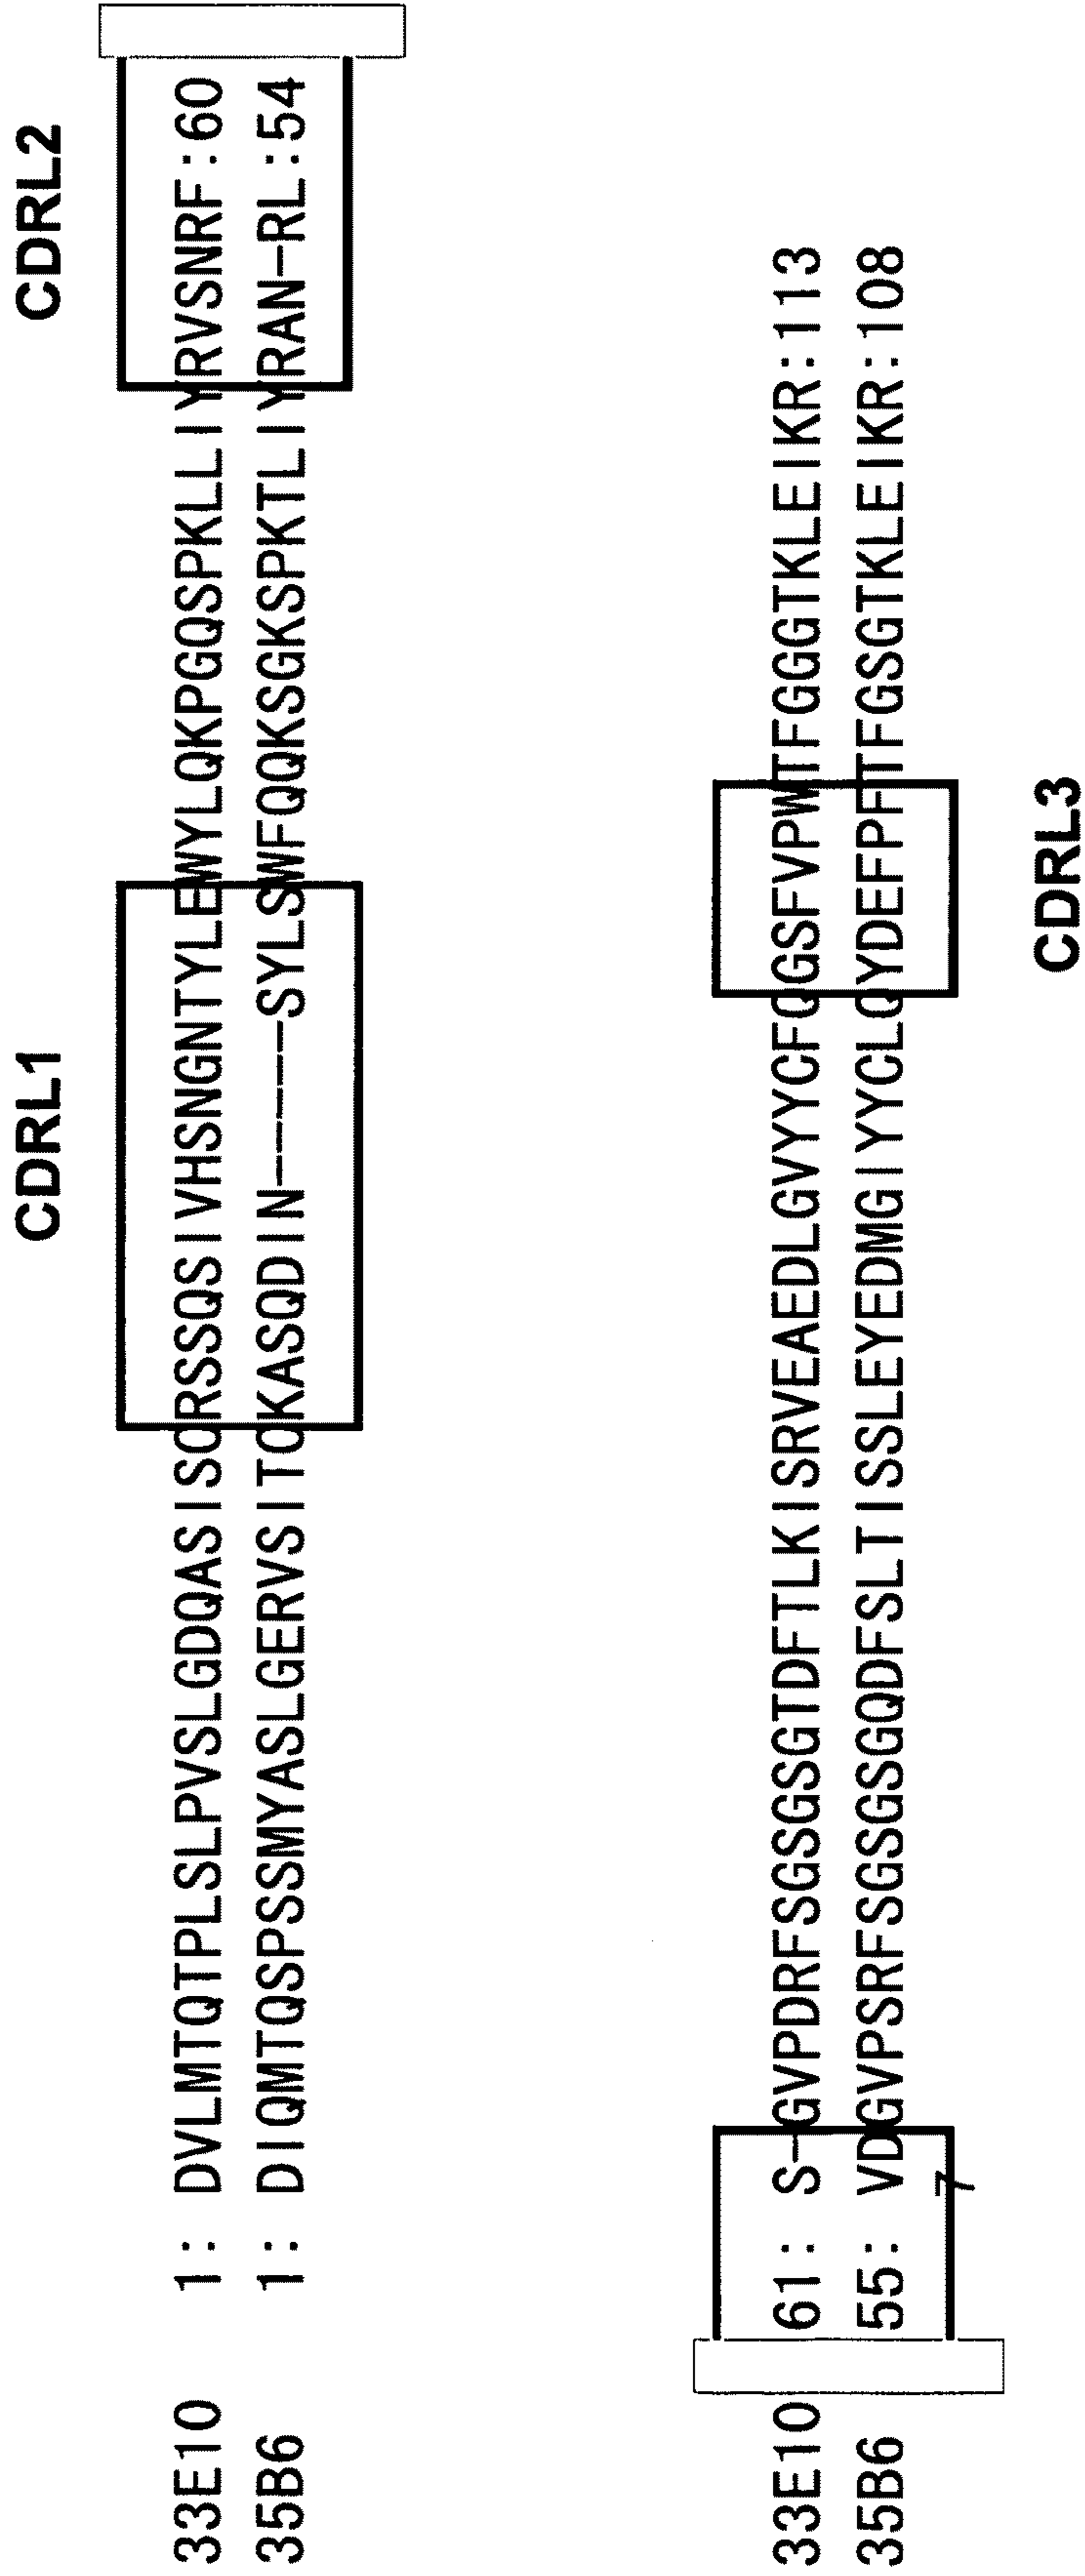 CDRL1 CDRL2
33E10 1: DVLMTQTPLSLPVSLGDQASISCRSSQSIVHSNGNTYLEWYLQKPGQSPKLLIYRVSNRF:60
35B6 1: DIQMTQSPSSMYASLGERVSITCKASQDIN-----SYLSWFQQKSGKSPKTLIYRAN-RL:54
33E10 61: S-GVPDRFSGSGSGTDFTLKISRVEAEDLGVYYCFQGSFVPWTFGGGTKLEIKR:113
35B6 55: VDGVPSRFSGSGSGQDFSLTISSLEYEDMGIYYCLQYDEFPFTFGSGTKLEIKR:108
7
CDRL3